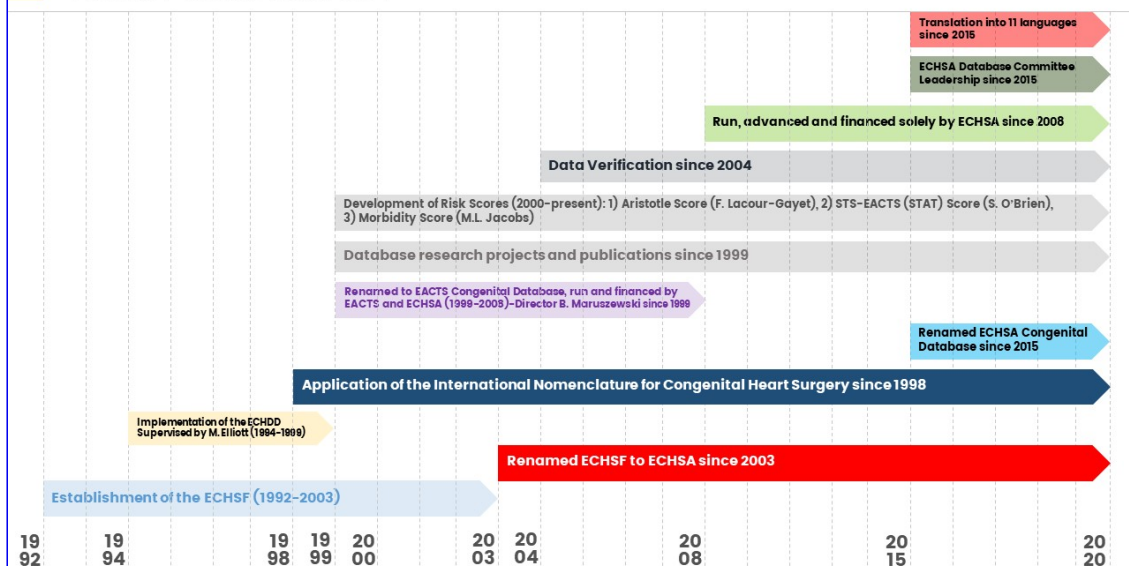 Translation into 11 languages
since 2015
ECHSA Database Committee
Leadership since 2015
Run, advanced and financed solely by ECHSA since 2008
Data Verification since 2004
Development of Risk Scores (2000-present): 1) Aristotle Score (F. Lacour-Gayet), 2) STS-EACTS (STAT) Score (S. O'Brien),
3) Morbidity Score (M.L. Jacobs)
Database research projects and publications since 1999
Renamed to EACTS Congenital Database, run and financed by
EACTS and ECHSA (1999-2008)-Director B. Maruszewski since 1999
Renamed ECHSA Congenital
Database since 2015
Application of the International Nomenclature for Congenital Heart Surgery since 1998
Implementation of the ECHDD
Supervised by M. Elliott (1994-1999)
Renamed ECHSF to ECHSA since 2003
Establishment of the ECHSF (1992-2003)
19 19 19 19 20 20 20 20 20 20
92 94 98 99 00 03 04 08 15 20